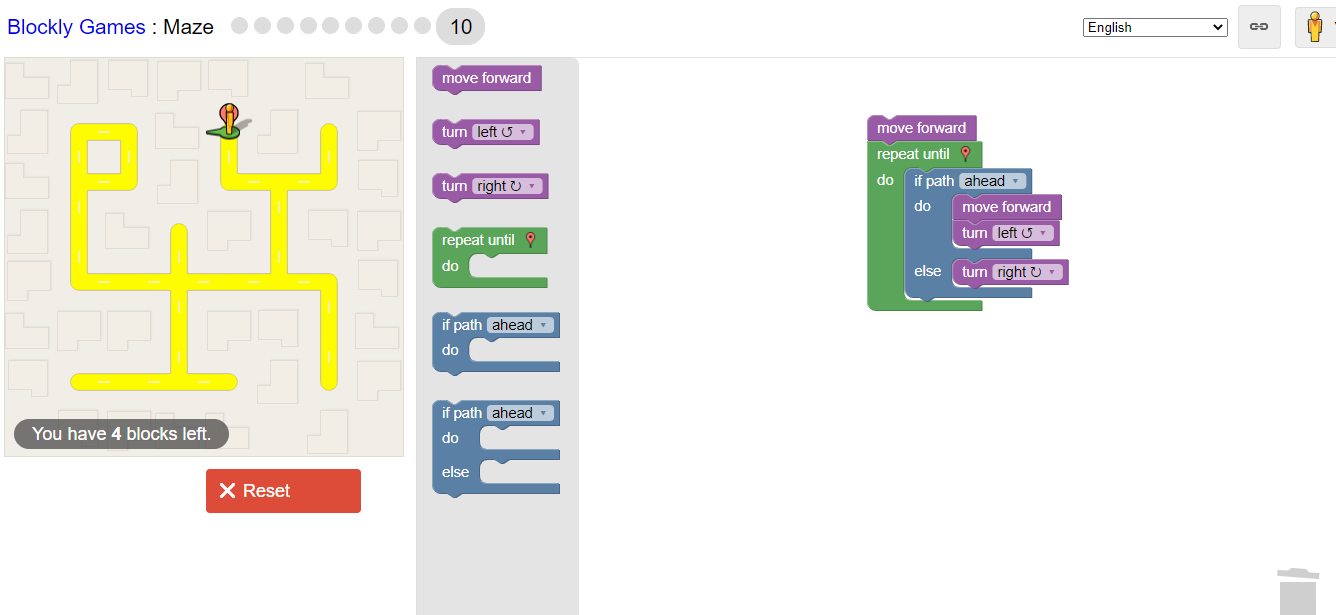 Blockly Games : Maze 10 English
move forward
turn left ↺
turn right ↻
repeat until
do
if path ahead
do
if path ahead
do
else
move forward
repeat until
do if path ahead
do move forward
turn left ↺
else turn right ↻
You have 4 blocks left.
Reset